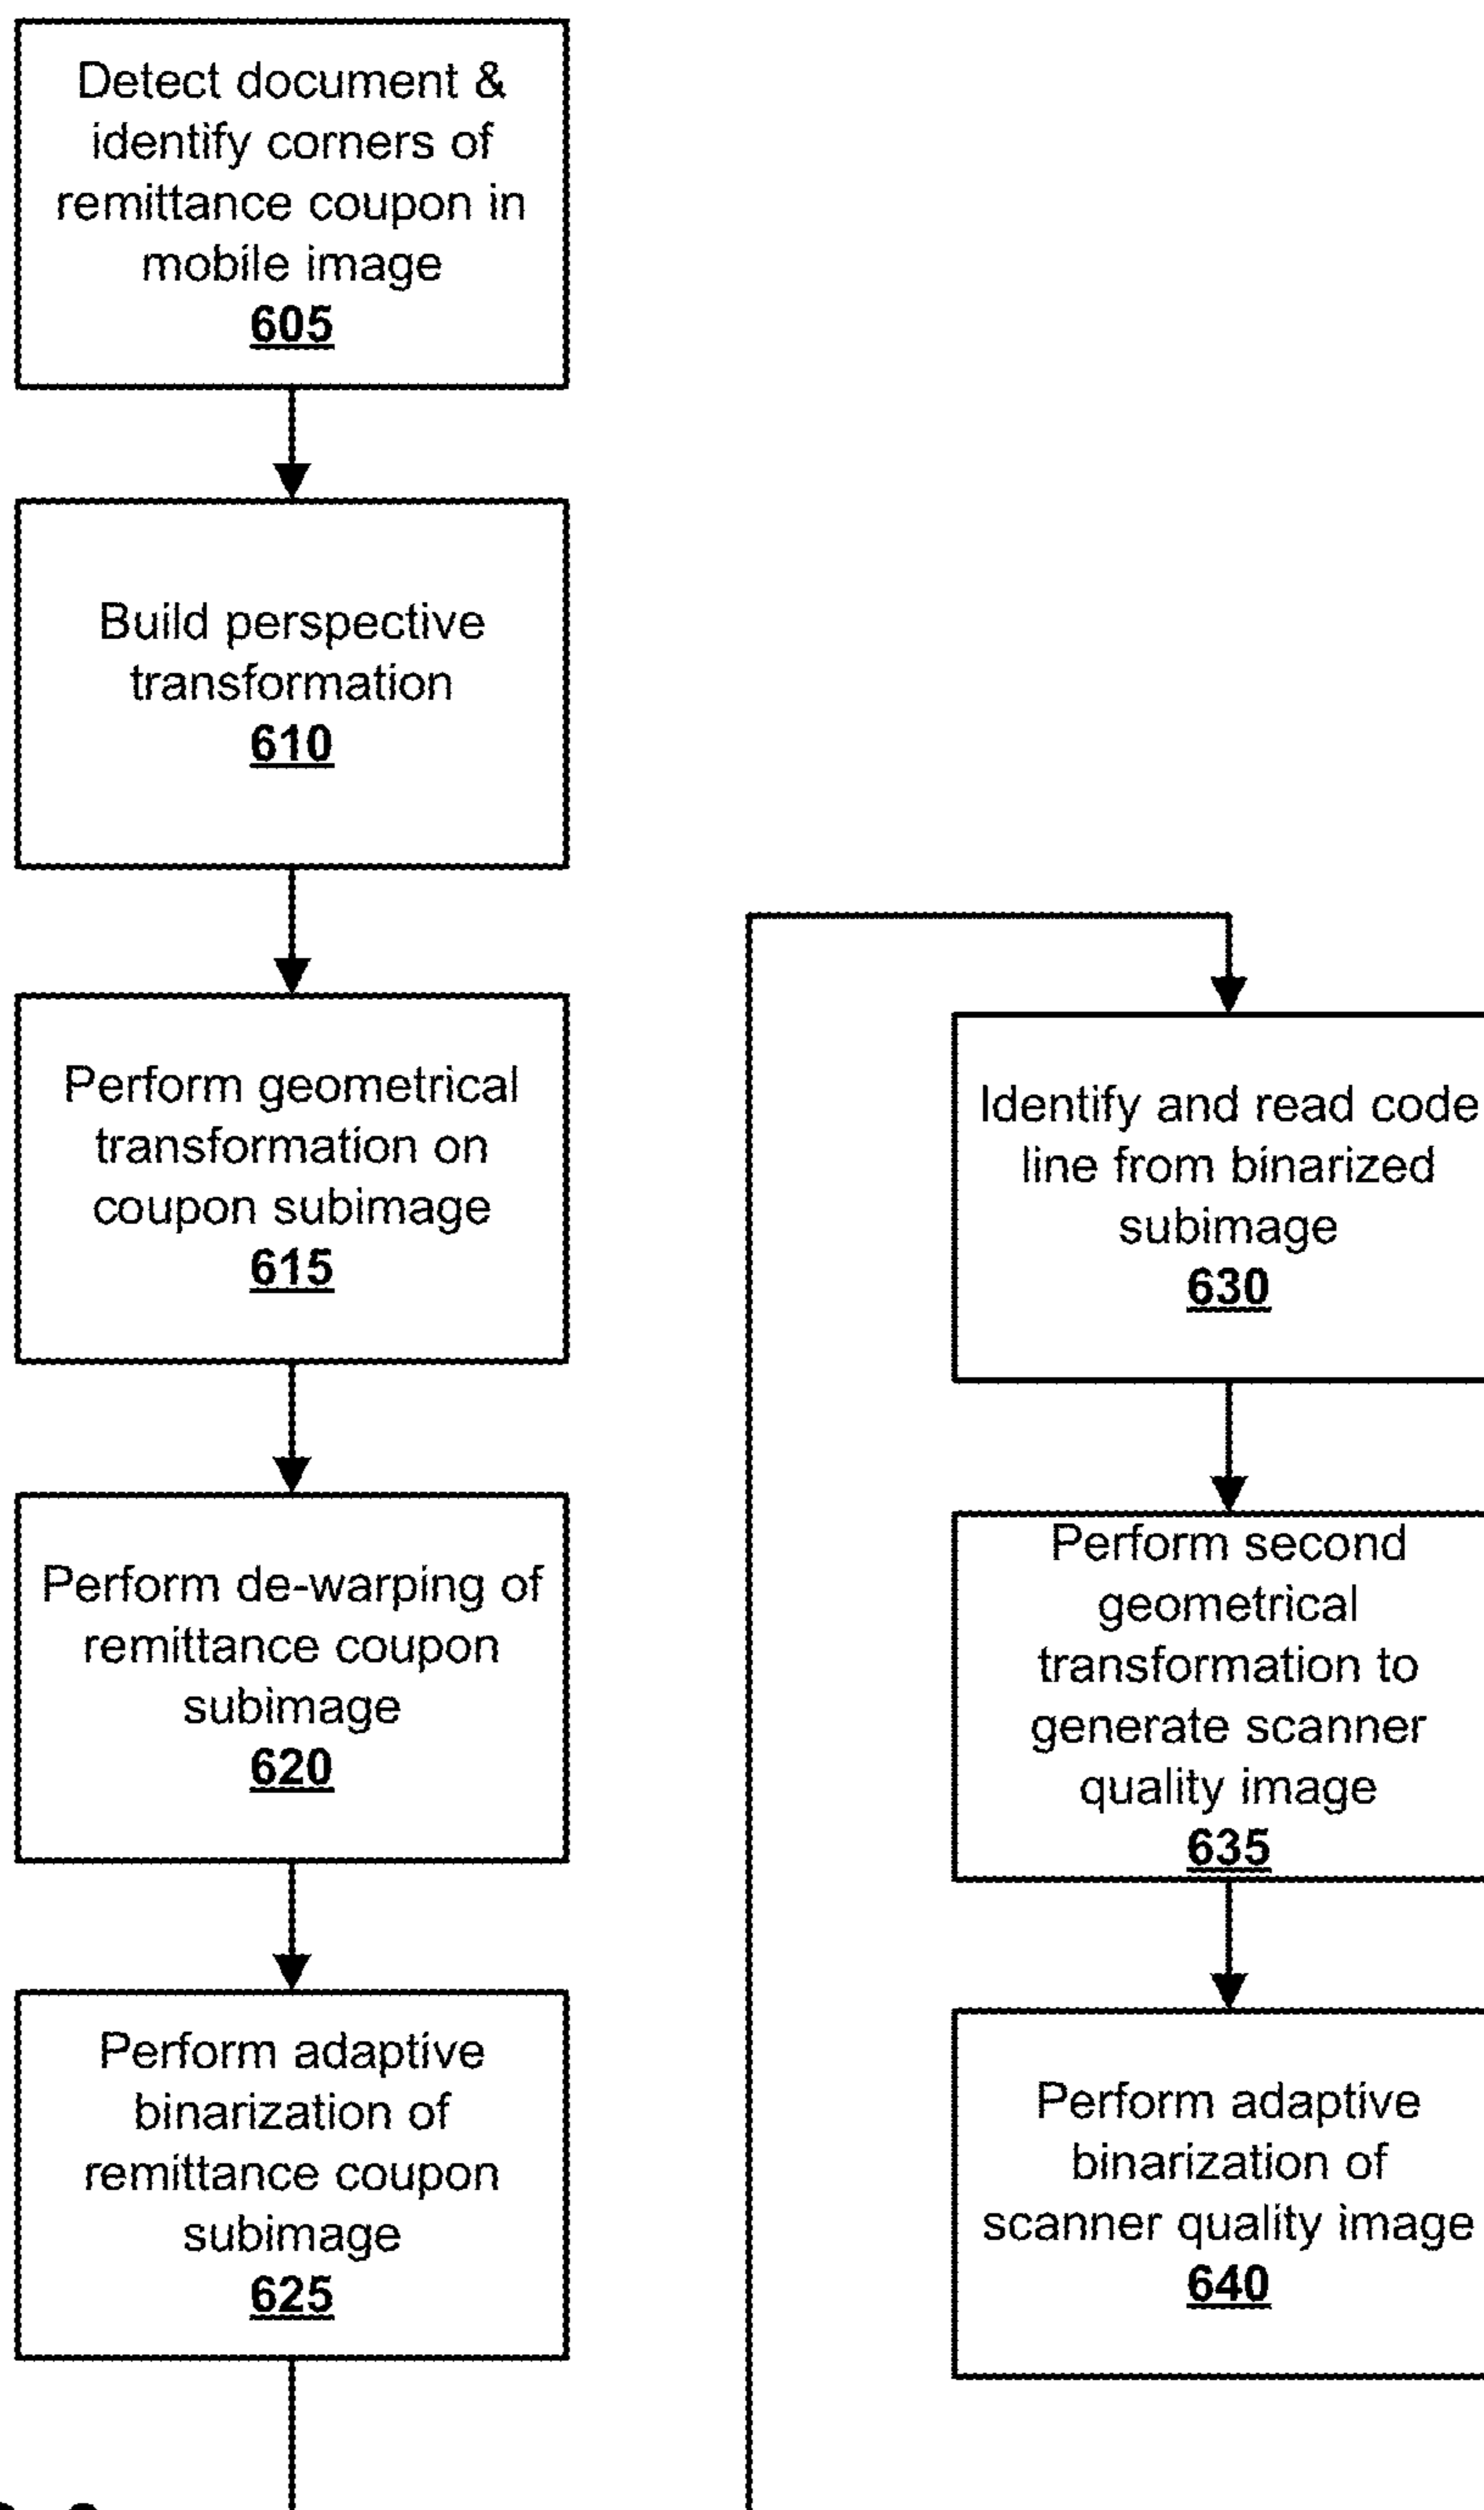 Detect document &
identify corners of
remittance coupon in
mobile image
605
Build perspective
transformation
610
Perform geometrical
transformation on
coupon subimage
615
Perform de-warping of
remittance coupon
subimage
620
Perform adaptive
binarization of
remittance coupon
subimage
625
Identify and read code
line from binarized
subimage
630
Perform second
geometrical
transformation to
generate scanner
quality image
635
Perform adaptive
binarization of
scanner quality image
640